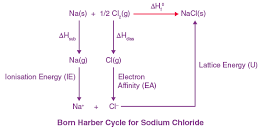 ΔHf°
Na(s) + 1/2 Cl2(g) NaCl(s)
ΔHsub ΔHdiss
Na(g) Cl(g)
Ionisation Energy (IE) Electron Affinity (EA) Lattice Energy (U)
Na+ + Cl-
Born Harber Cycle for Sodium Chloride